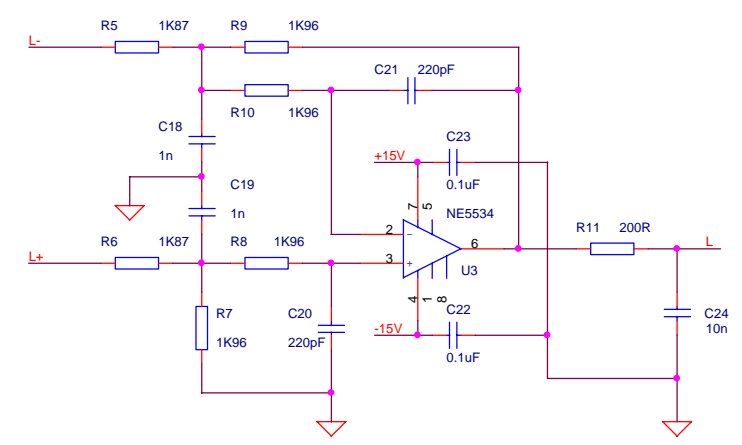 R5 1K87 R9 1K96
L-
C21 220pF
R10 1K96
C18
1n
C23
+15V
0.1uF
C19
1n
7 5
NE5534
2
R11 200R
L
6
R6 1K87 R8 1K96
L+
3
U3
4 1 8
R7
1K96
C20
220pF
C22
-15V
0.1uF
C24
10n